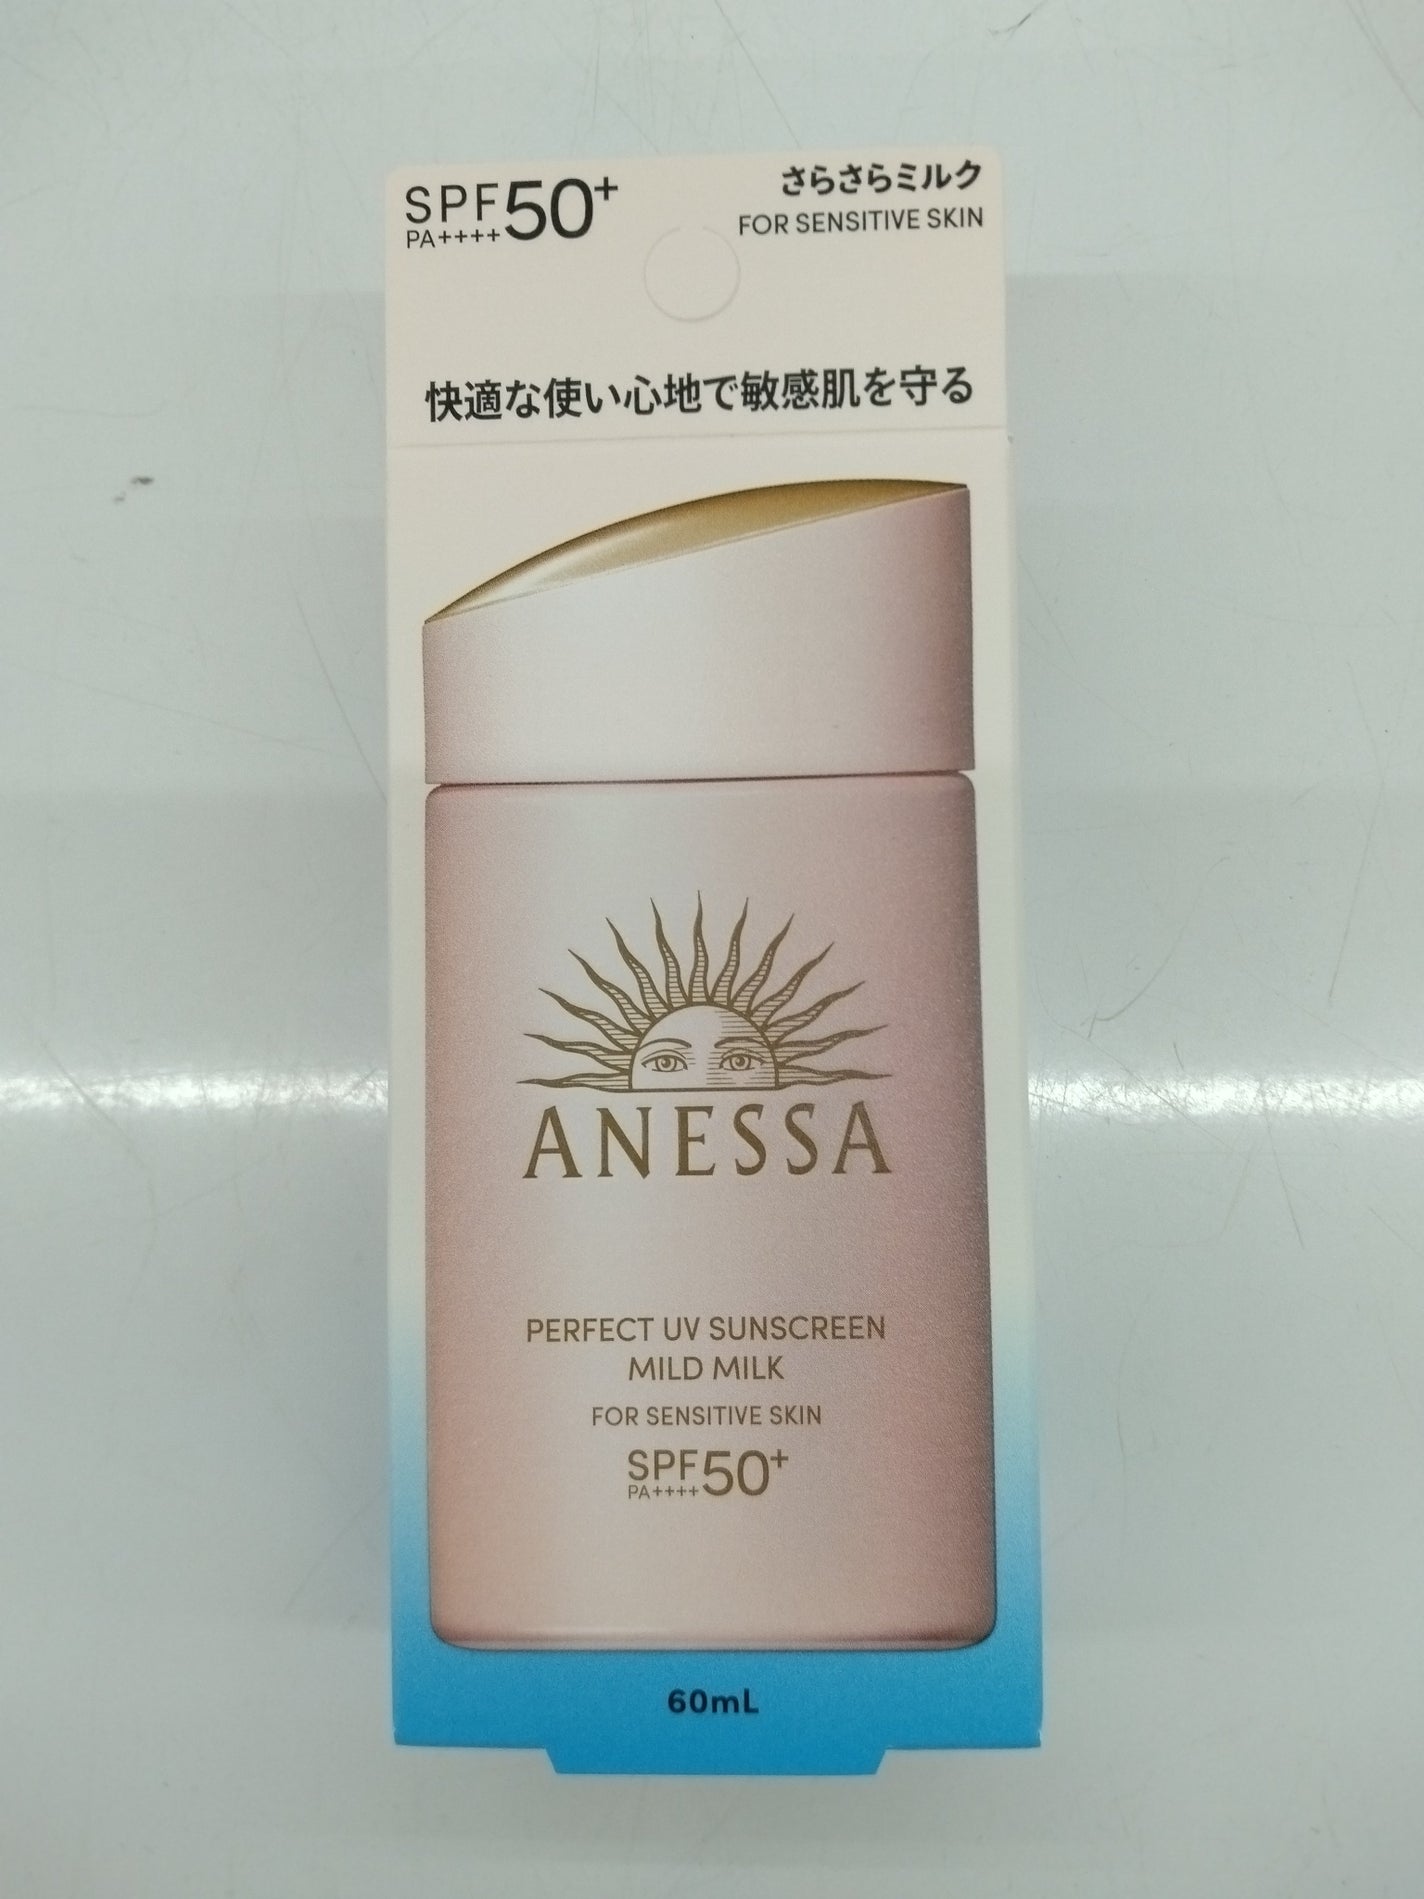 SPF50+
PA++++
さらさらミルク
FOR SENSITIVE SKIN
快適な使い心地で敏感肌を守る
ANESSA
PERFECT UV SUNSCREEN
MILD MILK
FOR SENSITIVE SKIN
SPF50+
PA++++
60mL